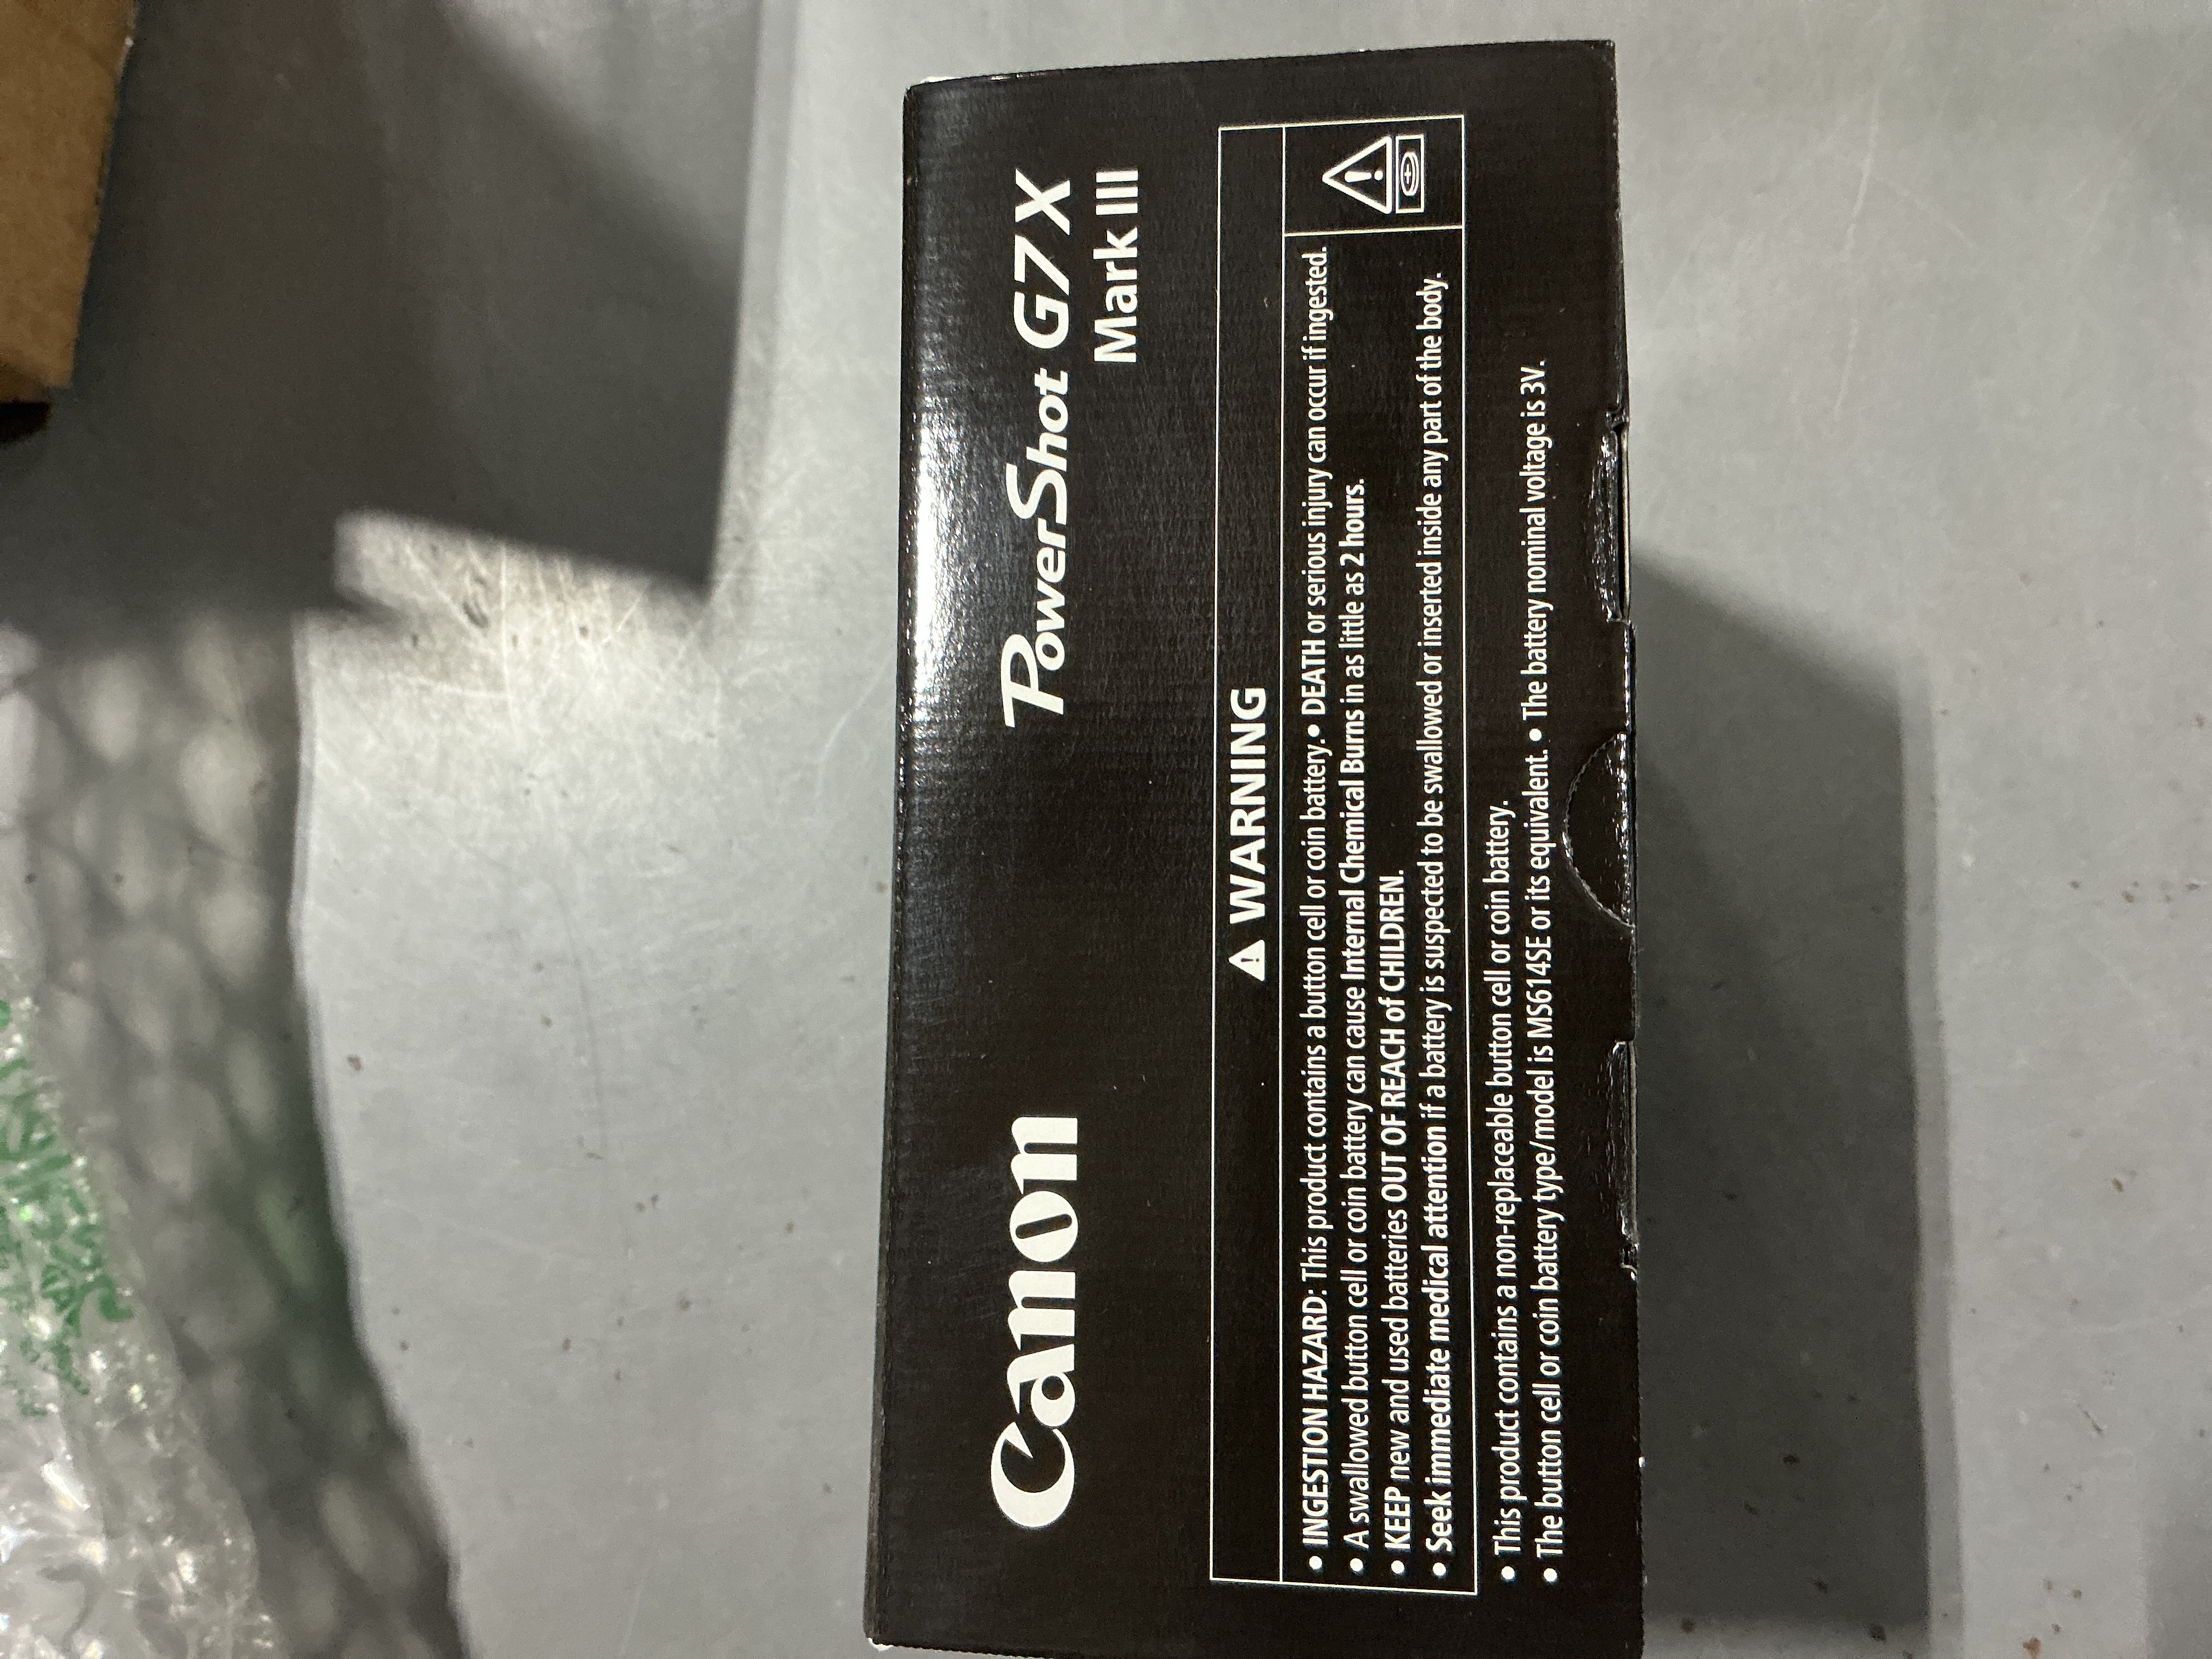 Canon
PowerShot G7 X
Mark III
⚠ WARNING
• INGESTION HAZARD: This product contains a button cell or coin battery. • DEATH or serious injury can occur if ingested.
• A swallowed button cell or coin battery can cause Internal Chemical Burns in as little as 2 hours.
• KEEP new and used batteries OUT OF REACH of CHILDREN.
• Seek immediate medical attention if a battery is suspected to be swallowed or inserted inside any part of the body.
• This product contains a non-replaceable button cell or coin battery.
• The button cell or coin battery type/model is MS614SE or its equivalent. • The battery nominal voltage is 3V.